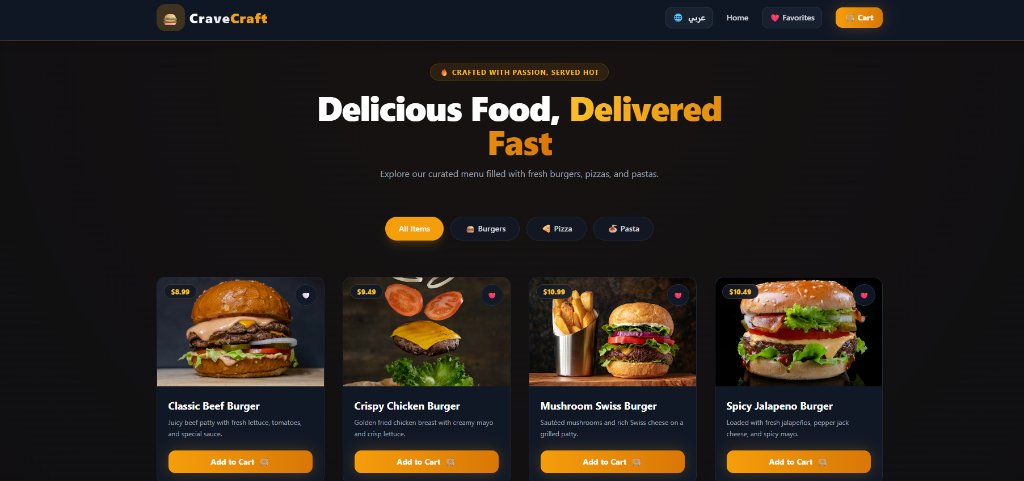 CraveCraft
عربي
Home
Favorites
Cart
CRAFTED WITH PASSION, SERVED HOT
Delicious Food, Delivered
Fast
Explore our curated menu filled with fresh burgers, pizzas, and pastas.
All Items
Burgers
Pizza
Pasta
$8.99
$9.49
$10.99
$10.49
Classic Beef Burger
Juicy beef patty with fresh lettuce, tomatoes,
and special sauce.
Add to Cart
Crispy Chicken Burger
Golden fried chicken breast with creamy mayo
and crisp lettuce.
Add to Cart
Mushroom Swiss Burger
Sautéed mushrooms and rich Swiss cheese on a
grilled patty.
Add to Cart
Spicy Jalapeno Burger
Loaded with fresh jalapeños, pepper jack
cheese, and spicy mayo.
Add to Cart